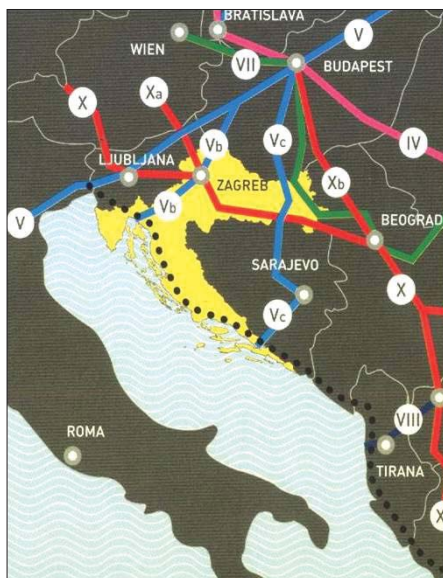 BRATISLAVA
V
WIEN
VII
BUDAPEST
X
Xa
IV
LJUBLJANA
Vb
Vc
ZAGREB
Xb
V
Vb
BEOGRAD
SARAJEVO
X
Vc
VIII
ROMA
TIRANA
X